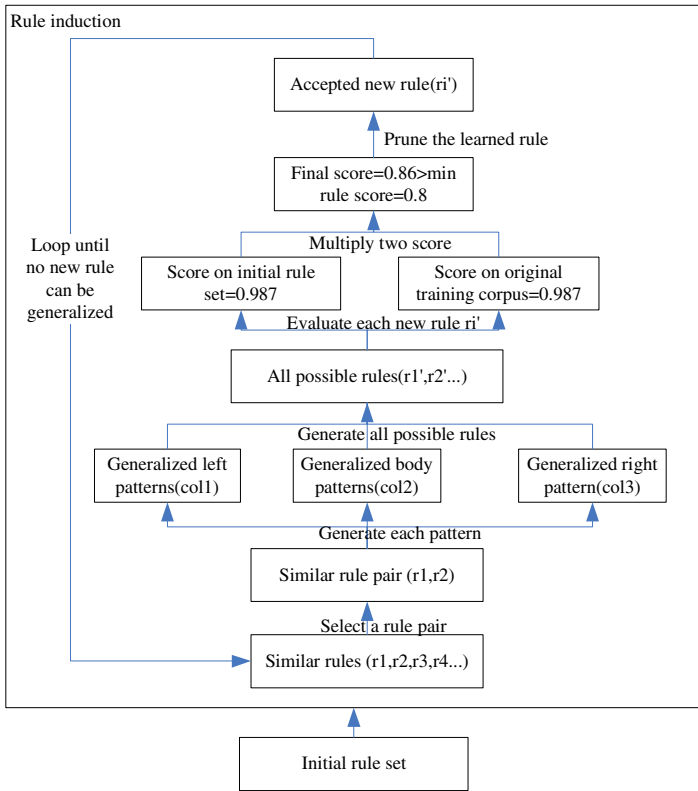 Rule induction
Accepted new rule(ri')
Prune the learned rule
Final score=0.86>min
rule score=0.8
Loop until
no new rule
can be
generalized
Multiply two score
Score on initial rule
set=0.987
Score on original
training corpus=0.987
Evaluate each new rule ri'
All possible rules(r1',r2'...)
Generate all possible rules
Generalized left
patterns(col1)
Generalized body
patterns(col2)
Generalized right
pattern(col3)
Generate each pattern
Similar rule pair (r1,r2)
Select a rule pair
Similar rules (r1,r2,r3,r4...)
Initial rule set